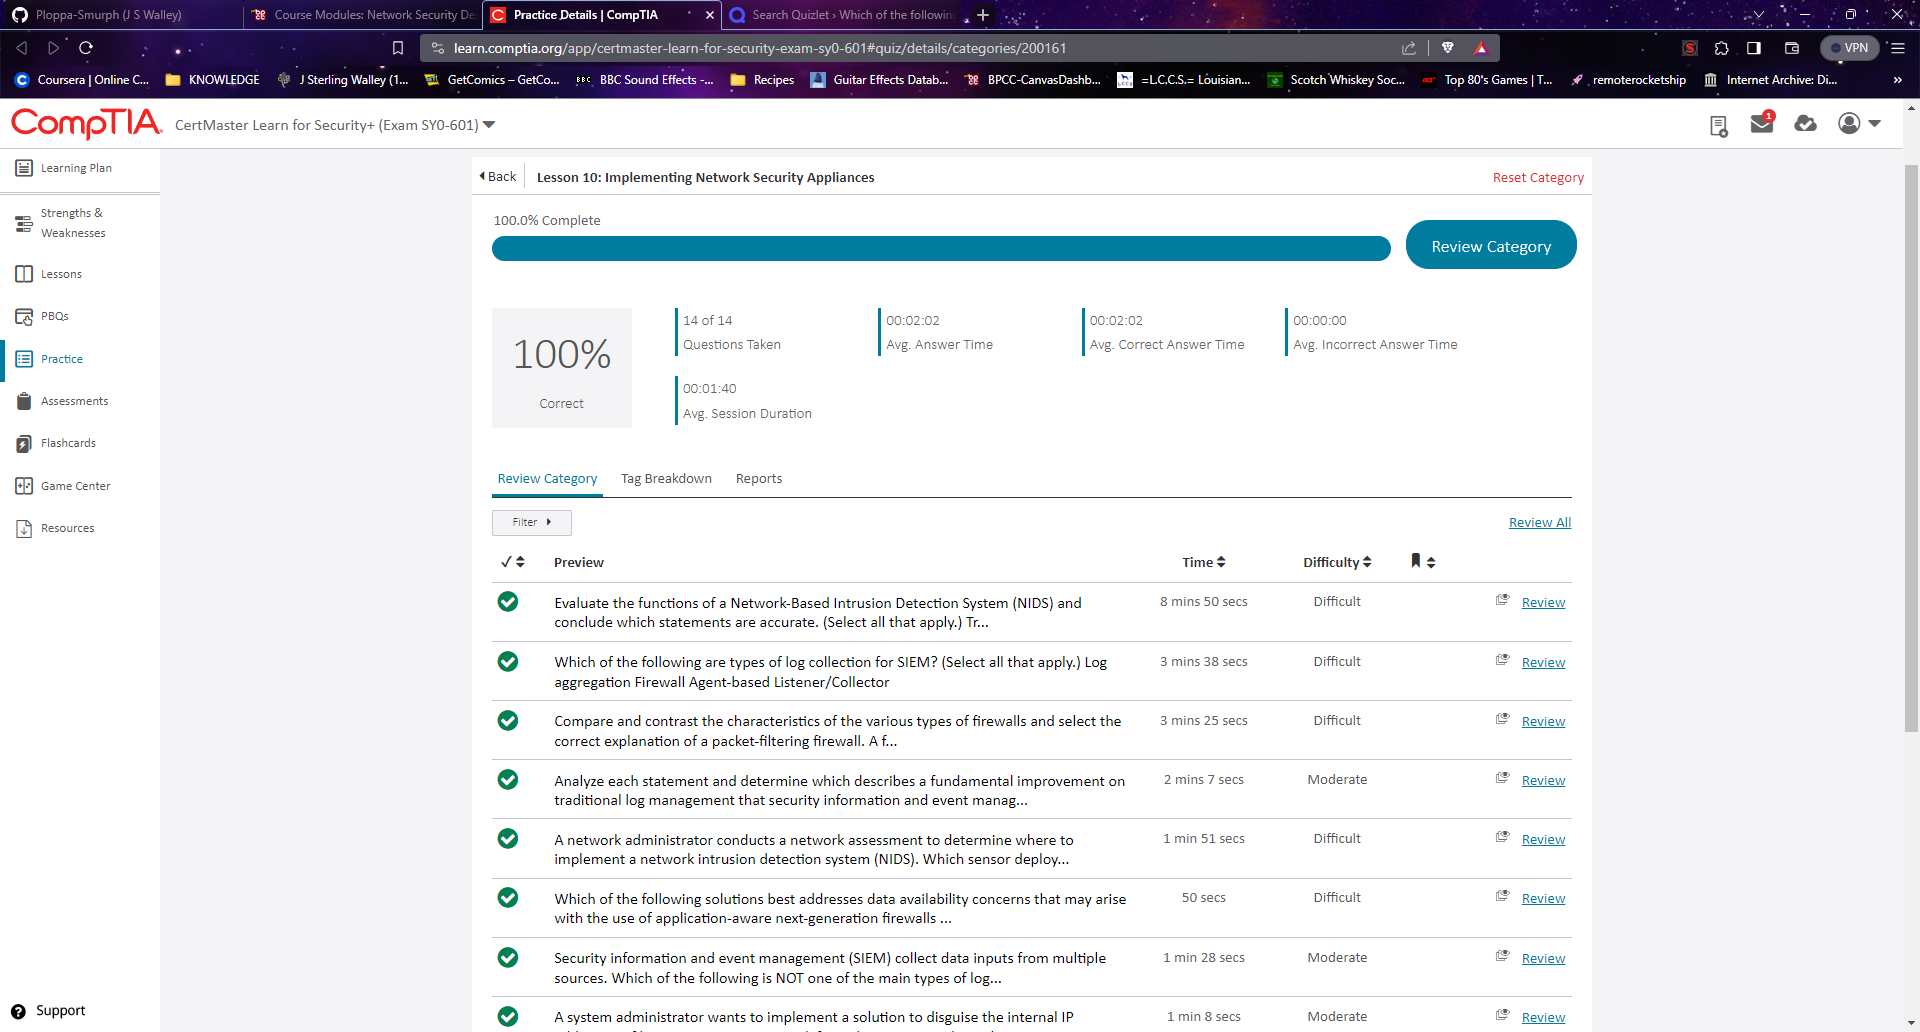 Ploppa-Smurph (J S Walley)
Course Modules: Network Security De
Practice Details | CompTIA
Search Quizlet › Which of the followin
learn.comptia.org/app/certmaster-learn-for-security-exam-sy0-601#quiz/details/categories/200161
VPN
Coursera | Online C...
KNOWLEDGE
J Sterling Walley (1...
GetComics – GetCo...
BBC
BBC Sound Effects -...
Recipes
Guitar Effects Datab...
BPCC-CanvasDashb...
=L.C,C.S.= Louisian...
Scotch Whiskey Soc...
Top 80's Games | T...
remoterocketship
Internet Archive: Di...
CompTIA.
CertMaster Learn for Security+ (Exam SY0-601)
1
Learning Plan
Strengths &
Weaknesses
Lessons
PBQs
Practice
Assessments
Flashcards
Game Center
Resources
Support
Back
Lesson 10: Implementing Network Security Appliances
Reset Category
100.0% Complete
Review Category
100%
Correct
14 of 14
Questions Taken
00:02:02
Avg. Answer Time
00:02:02
Avg. Correct Answer Time
00:00:00
Avg. Incorrect Answer Time
00:01:40
Avg. Session Duration
Review Category
Tag Breakdown
Reports
Filter
Review All
Preview
Time
Difficulty
Evaluate the functions of a Network-Based Intrusion Detection System (NIDS) and
conclude which statements are accurate. (Select all that apply.) Tr...
8 mins 50 secs
Difficult
Review
Which of the following are types of log collection for SIEM? (Select all that apply.) Log
aggregation Firewall Agent-based Listener/Collector
3 mins 38 secs
Difficult
Review
Compare and contrast the characteristics of the various types of firewalls and select the
correct explanation of a packet-filtering firewall. A f...
3 mins 25 secs
Difficult
Review
Analyze each statement and determine which describes a fundamental improvement on
traditional log management that security information and event manag...
2 mins 7 secs
Moderate
Review
A network administrator conducts a network assessment to determine where to
implement a network intrusion detection system (NIDS). Which sensor deploy...
1 min 51 secs
Difficult
Review
Which of the following solutions best addresses data availability concerns that may arise
with the use of application-aware next-generation firewalls ...
50 secs
Difficult
Review
Security information and event management (SIEM) collect data inputs from multiple
sources. Which of the following is NOT one of the main types of log...
1 min 28 secs
Moderate
Review
A system administrator wants to implement a solution to disguise the internal IP
1 min 8 secs
Moderate
Review